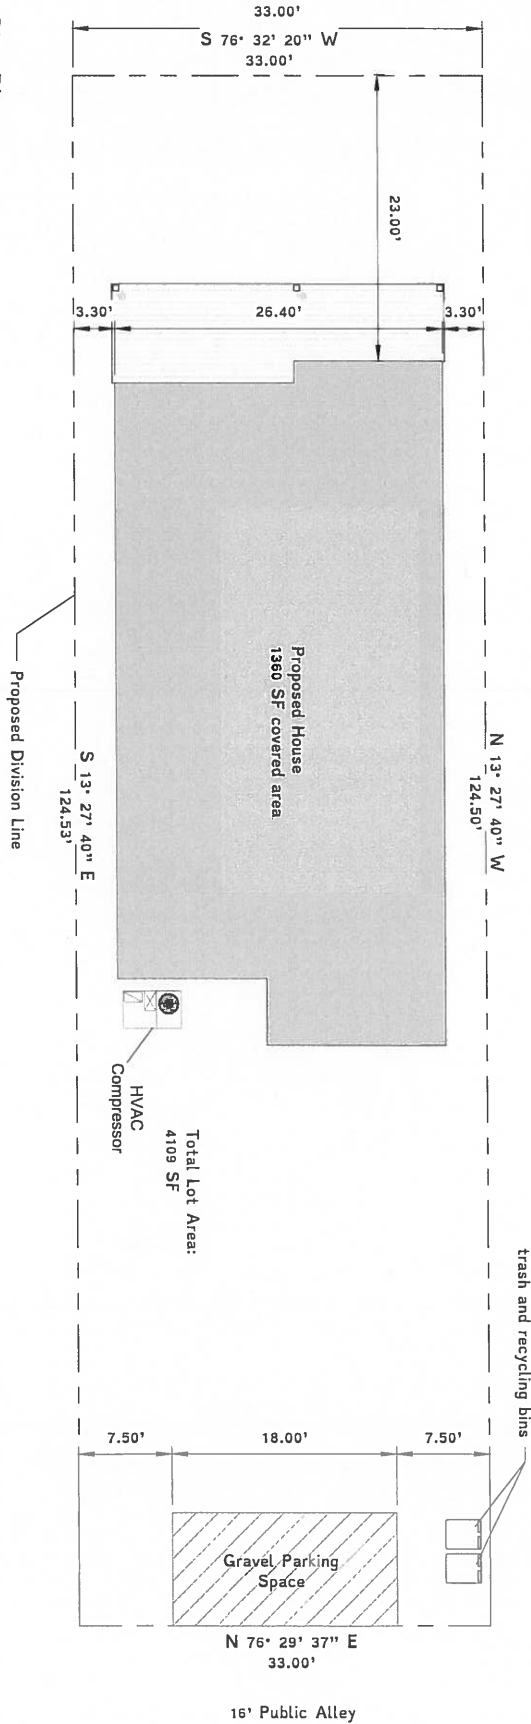 33.00'
S 76° 32' 20" W
33.00'
23.00'
3.30'
26.40'
3.30'
Proposed House
1360 SF covered area
N 13° 27' 40" W
124.50'
S 13° 27' 40" E
124.53'
Proposed Division Line
HVAC
Compressor
Total Lot Area:
4109 SF
trash and recycling bins
7.50'
18.00'
7.50'
Gravel Parking
Space
N 76° 29' 37" E
33.00'
16' Public Alley